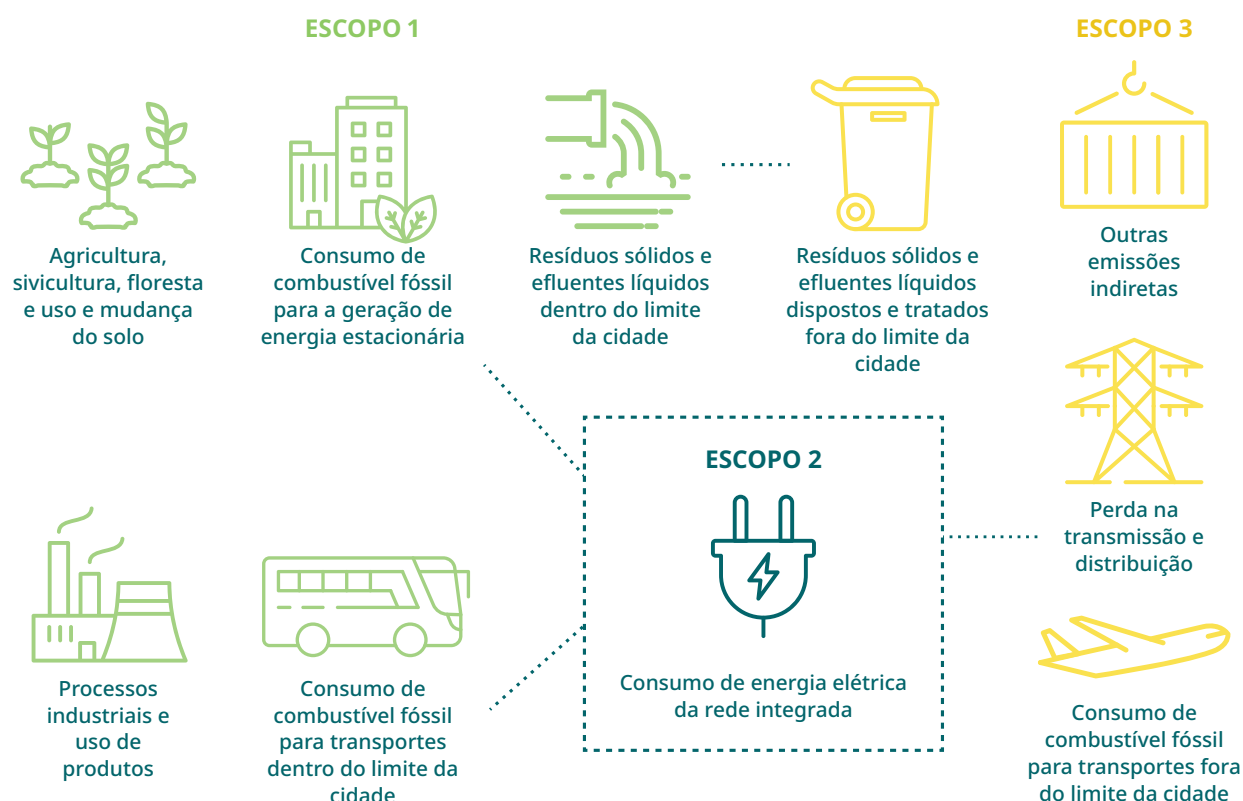 ESCOPO 1
Agricultura,
sivicultura, floresta
e uso e mudança
do solo
Consumo de
combustível fóssil
para a geração de
energia estacionária
Resíduos sólidos e
efluentes líquidos
dentro do limite
da cidade
Processos
industriais e
uso de
produtos
Consumo de
combustível fóssil
para transportes
dentro do limite da
cidade
ESCOPO 2
Consumo de energia elétrica
da rede integrada
ESCOPO 3
Resíduos sólidos e
efluentes líquidos
dispostos e tratados
fora do limite da
cidade
Outras
emissões
indiretas
Perda na
transmissão e
distribuição
Consumo de
combustível fóssil
para transportes fora
do limite da cidade